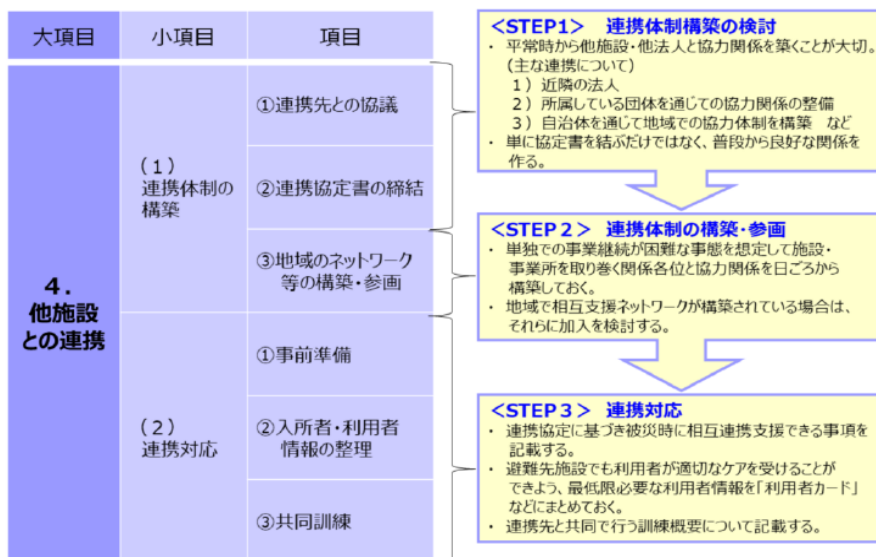 大項目
小項目
項目
4.
他施設
との連携
(1)
連携体制の
構築
①連携先との協議
②連携協定書の締結
③地域のネットワーク
等の構築・参画
(2)
連携対応
①事前準備
②入所者・利用者
情報の整理
③共同訓練
<STEP1> 連携体制構築の検討
・ 平常時から他施設・他法人と協力関係を築くことが大切。
(主な連携について)
1)近隣の法人
2)所属している団体を通じての協力関係の整備
3)自治体を通じて地域での協力体制を構築 など
・ 単に協定書を結ぶだけではなく、普段から良好な関係を
作る。
<STEP2> 連携体制の構築・参画
・ 単独での事業継続が困難な事態を想定して施設・
事業所を取り巻く関係各位と協力関係を日ごろから
構築しておく。
・ 地域で相互支援ネットワークが構築されている場合は、
それらに加入を検討する。
<STEP3> 連携対応
・ 連携協定に基づき被災時に相互連携支援できる事項を
記載する。
・ 避難先施設でも利用者が適切なケアを受けることが
できよう、最低限必要な利用者情報を「利用者カード」
などにまとめておく。
・ 連携先と共同で行う訓練概要について記載する。